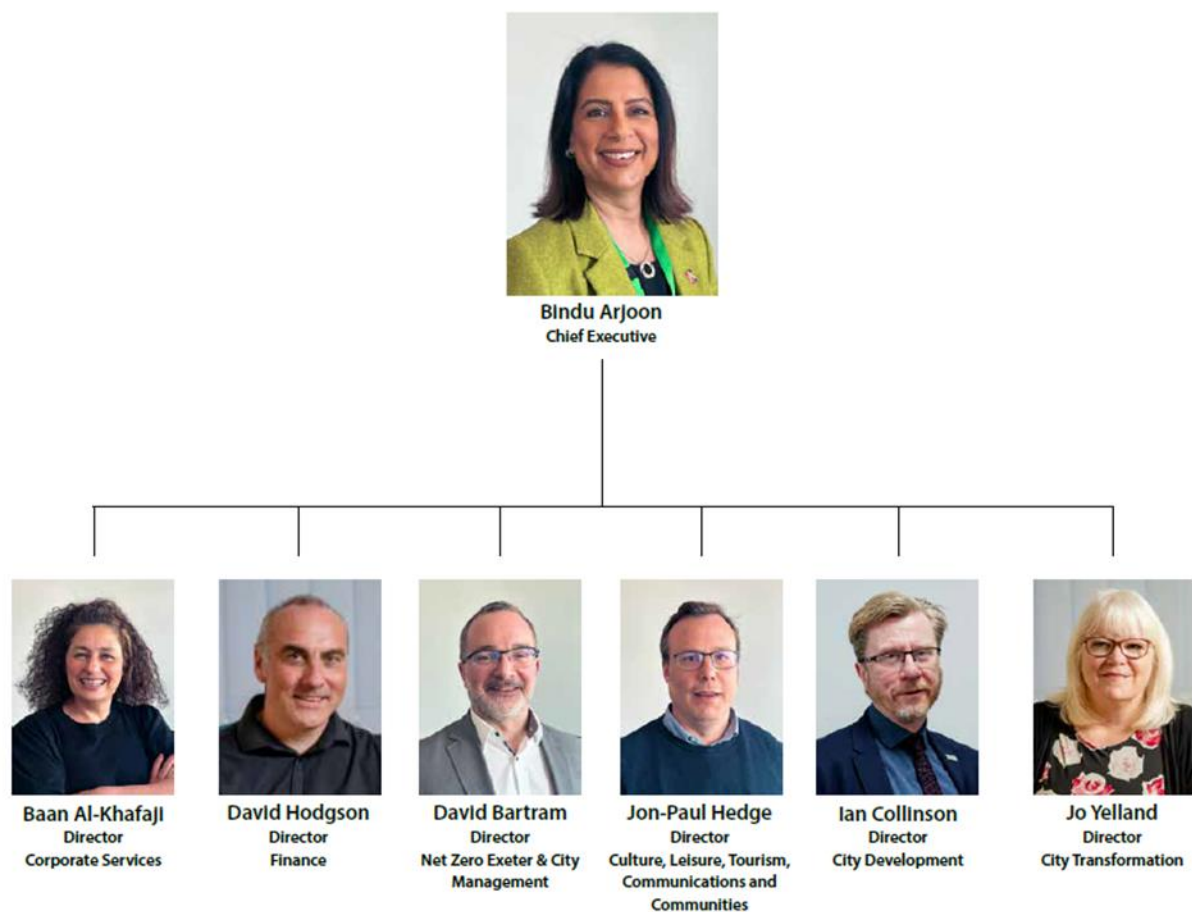 Bindu Arjoon
Chief Executive
Baan Al-Khafaji
Director
Corporate Services
David Hodgson
Director
Finance
David Bartram
Director
Net Zero Exeter & City
Management
Jon-Paul Hedge
Director
Culture, Leisure, Tourism,
Communications and
Communities
Ian Collinson
Director
City Development
Jo Yelland
Director
City Transformation